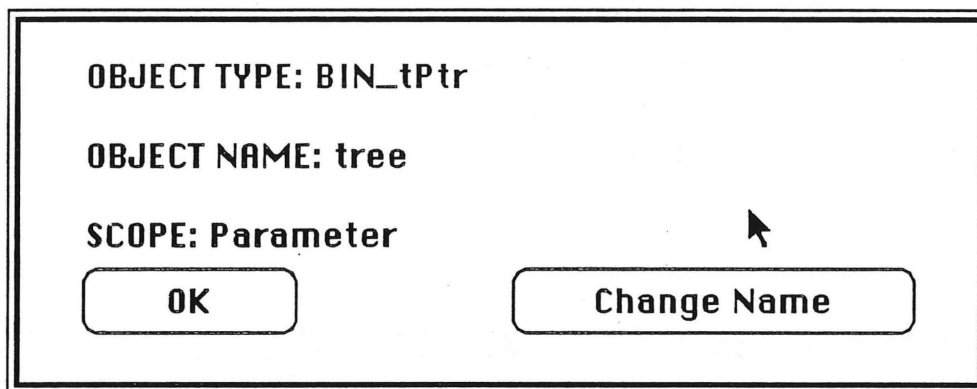 OBJECT TYPE: BIN_tPtr
OBJECT NAME: tree
SCOPE: Parameter
OK
Change Name